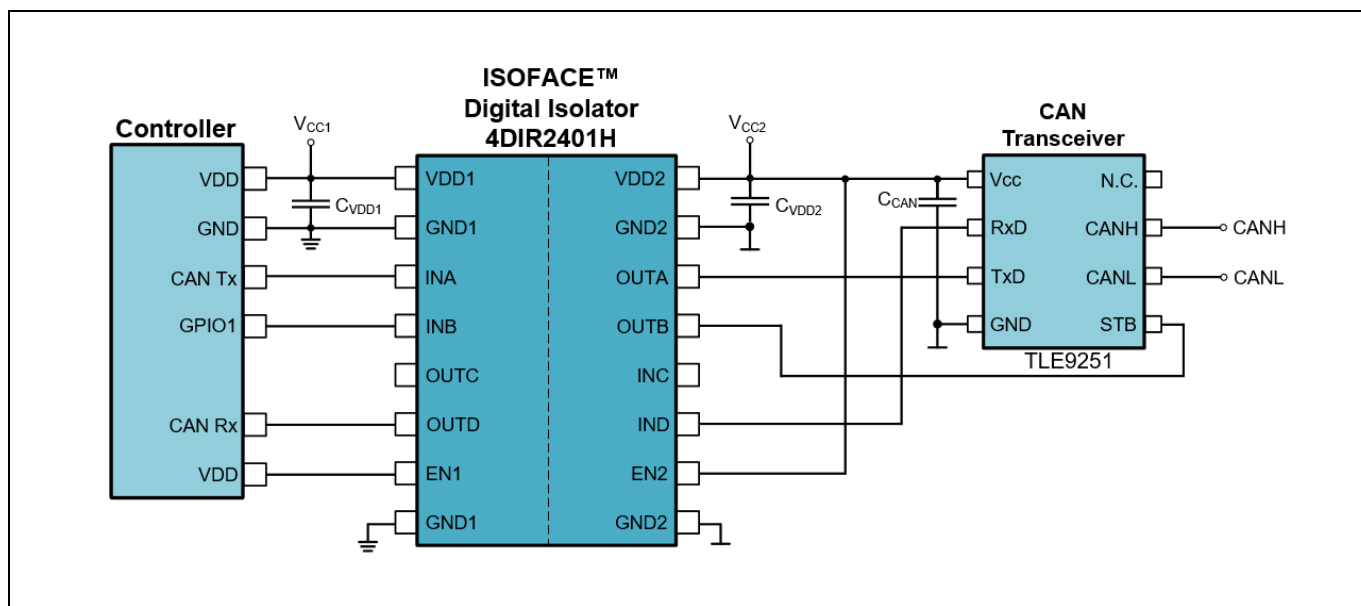 ISOFACE™
Digital Isolator
4DIR2401H
Controller
CAN
Transceiver
VCC1
VCC2
VDD
GND
CAN Tx
GPIO1
CAN Rx
VDD
CVDD1
VDD1
GND1
INA
INB
OUTC
OUTD
EN1
GND1
VDD2
GND2
OUTA
OUTB
INC
IND
EN2
GND2
CVDD2
CCAN
Vcc
RxD
TxD
GND
N.C.
CANH
CANL
STB
TLE9251
CANH
CANL